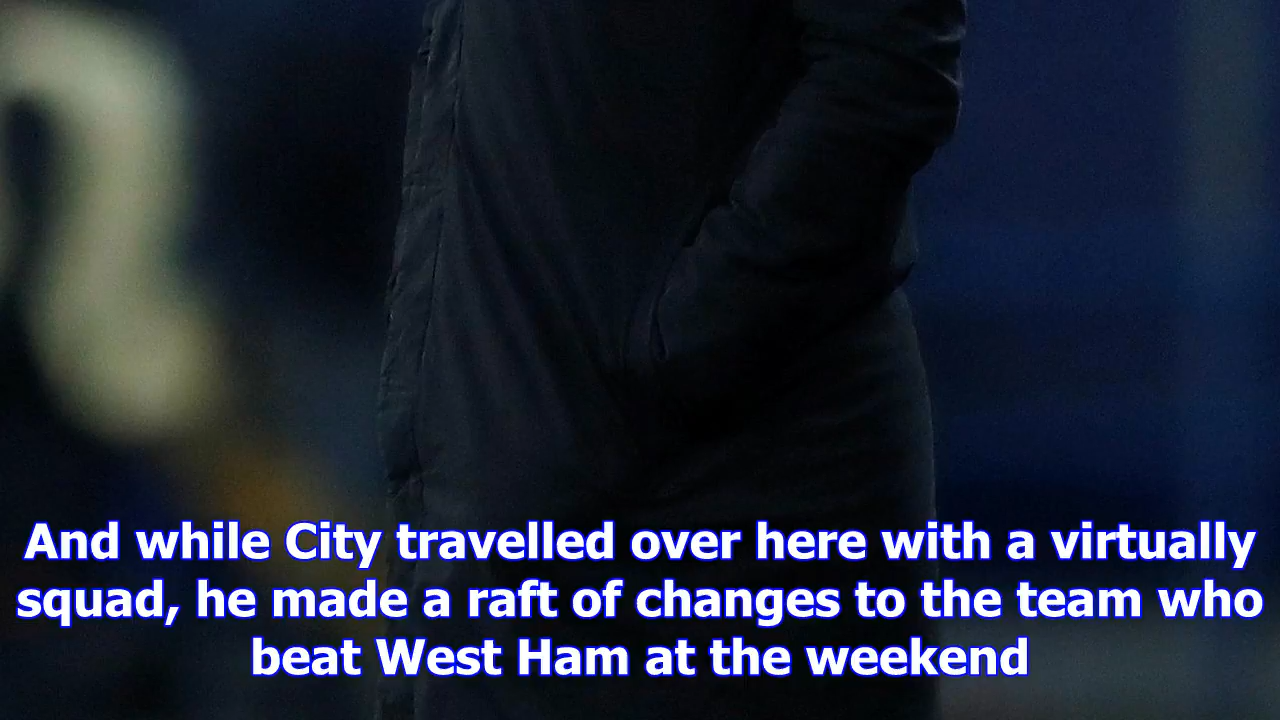 And while City travelled over here with a virtually
squad, he made a raft of changes to the team who
beat West Ham at the weekend